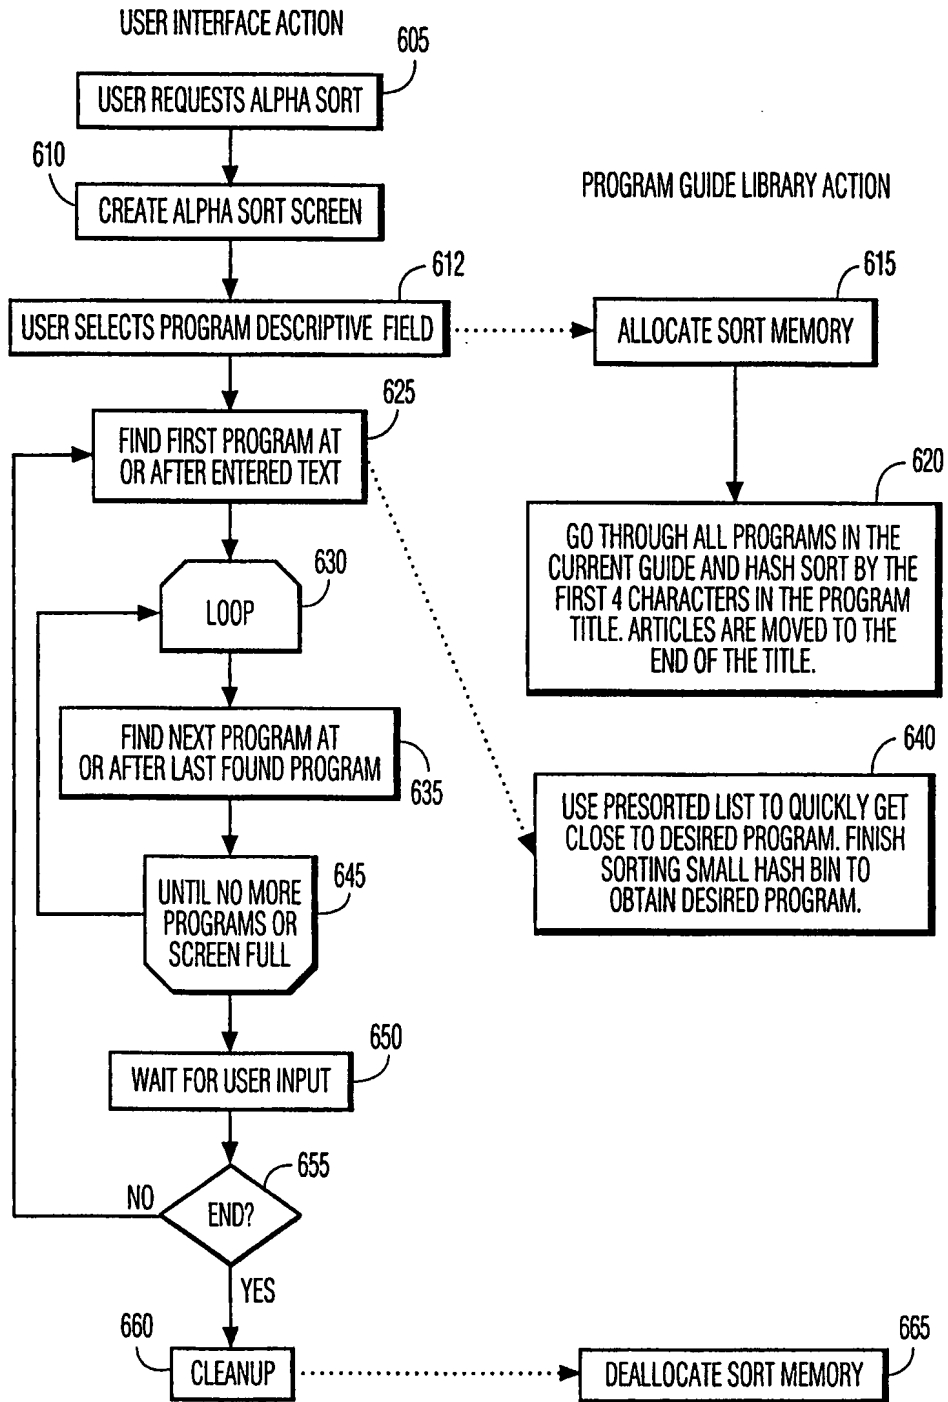 USER INTERFACE ACTION
605
USER REQUESTS ALPHA SORT
610
CREATE ALPHA SORT SCREEN
PROGRAM GUIDE LIBRARY ACTION
612
USER SELECTS PROGRAM DESCRIPTIVE FIELD
615
ALLOCATE SORT MEMORY
625
FIND FIRST PROGRAM AT
OR AFTER ENTERED TEXT
620
GO THROUGH ALL PROGRAMS IN THE
CURRENT GUIDE AND HASH SORT BY THE
FIRST 4 CHARACTERS IN THE PROGRAM
TITLE. ARTICLES ARE MOVED TO THE
END OF THE TITLE.
630
LOOP
FIND NEXT PROGRAM AT
OR AFTER LAST FOUND PROGRAM
635
640
USE PRESORTED LIST TO QUICKLY GET
CLOSE TO DESIRED PROGRAM. FINISH
SORTING SMALL HASH BIN TO
OBTAIN DESIRED PROGRAM.
645
UNTIL NO MORE
PROGRAMS OR
SCREEN FULL
650
WAIT FOR USER INPUT
655
END?
NO
YES
660
CLEANUP
665
DEALLOCATE SORT MEMORY